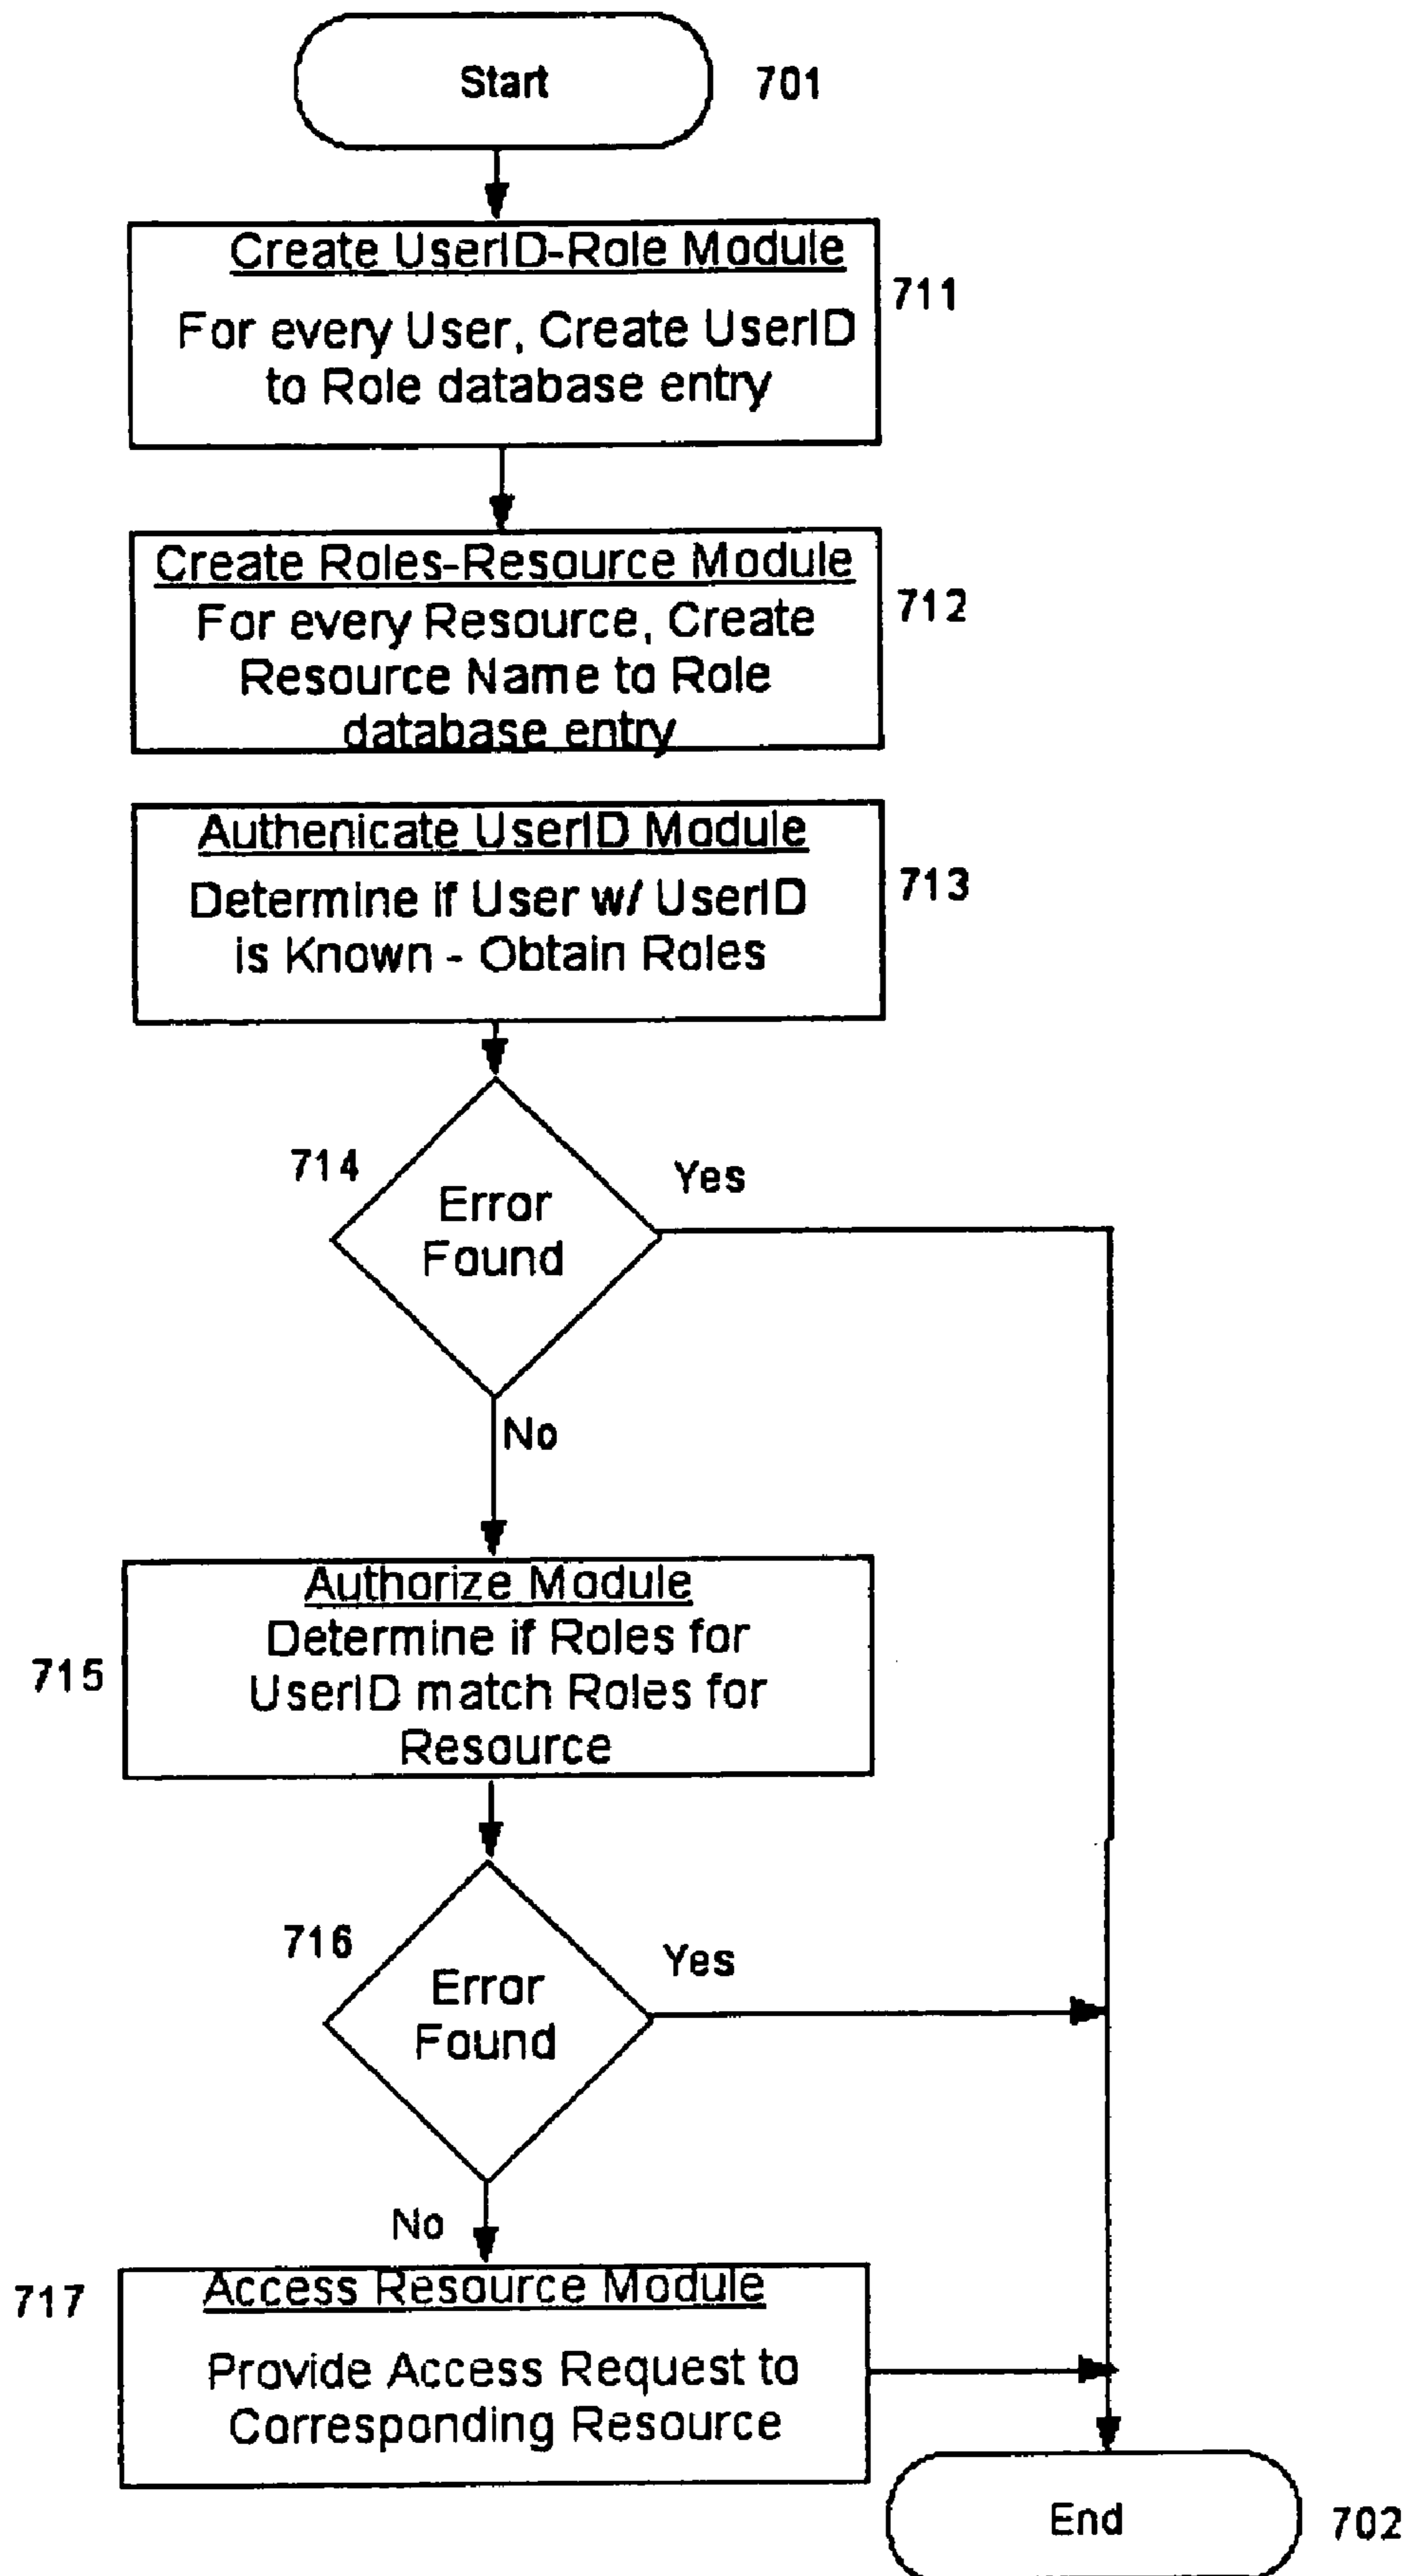 Start
701
Create UserID-Role Module
711
For every User, Create UserID
to Role database entry
Create Roles-Resource Module
712
For every Resource, Create
Resource Name to Role
database entry
Authenicate UserID Module
713
Determine if User w/ UserID
is Known - Obtain Roles
714
Yes
Error
Found
No
Authorize Module
Determine if Roles for
715
UserID match Roles for
Resource
716
Yes
Error
Found
No
717
Access Resource Module
Provide Access Request to
Corresponding Resource
End
702